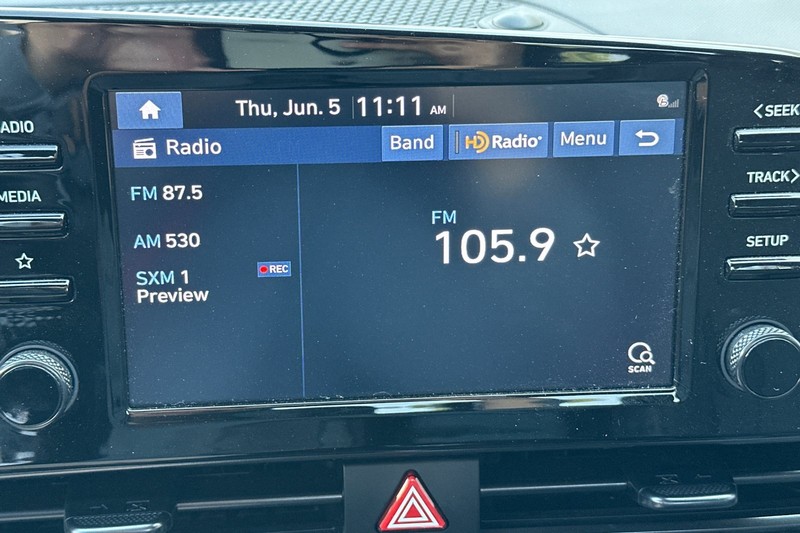 Thu, Jun. 5 11:11 AM
Radio Band HD Radio Menu
FM 87.5
AM 530
SXM 1 REC
Preview
FM
105.9
SCAN
ADIO
MEDIA
<SEEK
TRACK>
SETUP